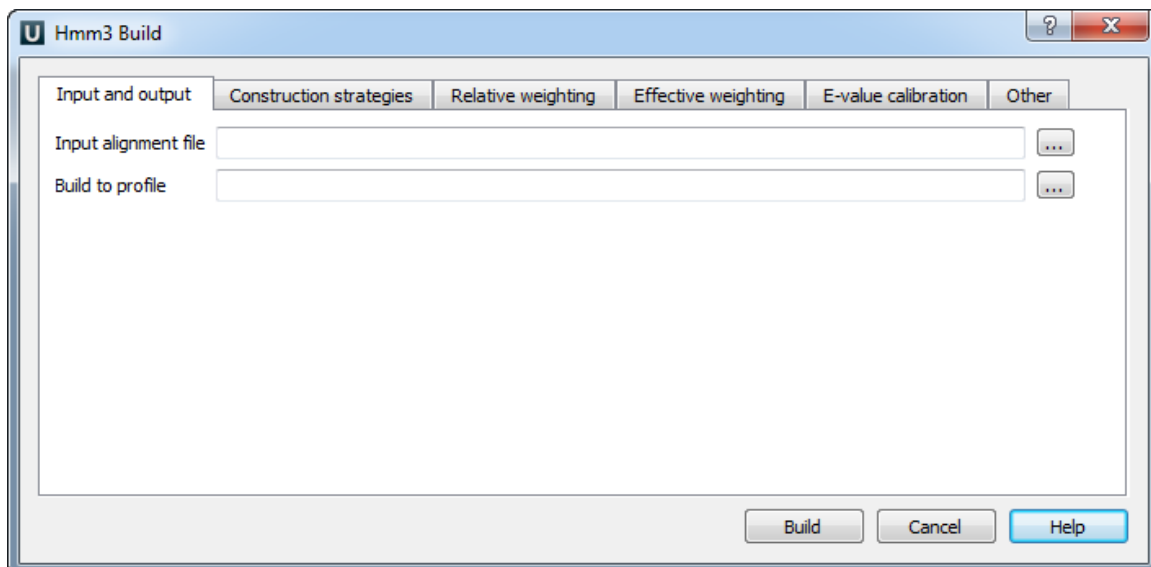 U Hmm3 Build
? X
Input and output Construction strategies Relative weighting Effective weighting E-value calibration Other
Input alignment file ...
Build to profile ...
Build Cancel Help